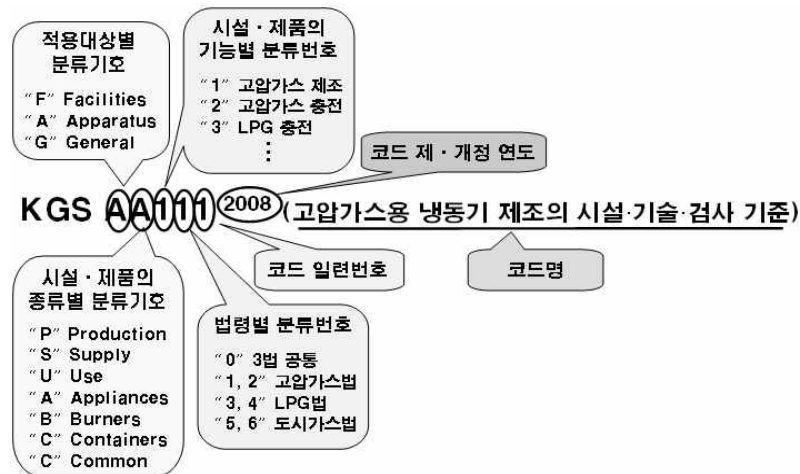 적용대상별
분류기호
“F” Facilities
“A” Apparatus
“G” General
시설 · 제품의
기능별 분류번호
“1” 고압가스 제조
“2” 고압가스 충전
“3” LPG 충전
⋮
코드 제 · 개정 연도
KGS AA111 2008 (고압가스용 냉동기 제조의 시설·기술·검사 기준)
코드 일련번호
코드명
시설 · 제품의
종류별 분류기호
“P” Production
“S” Supply
“U” Use
“A” Appliances
“B” Burners
“C” Containers
“C” Common
법령별 분류번호
“0” 3법 공통
“1, 2” 고압가스법
“3, 4” LPG법
“5, 6” 도시가스법